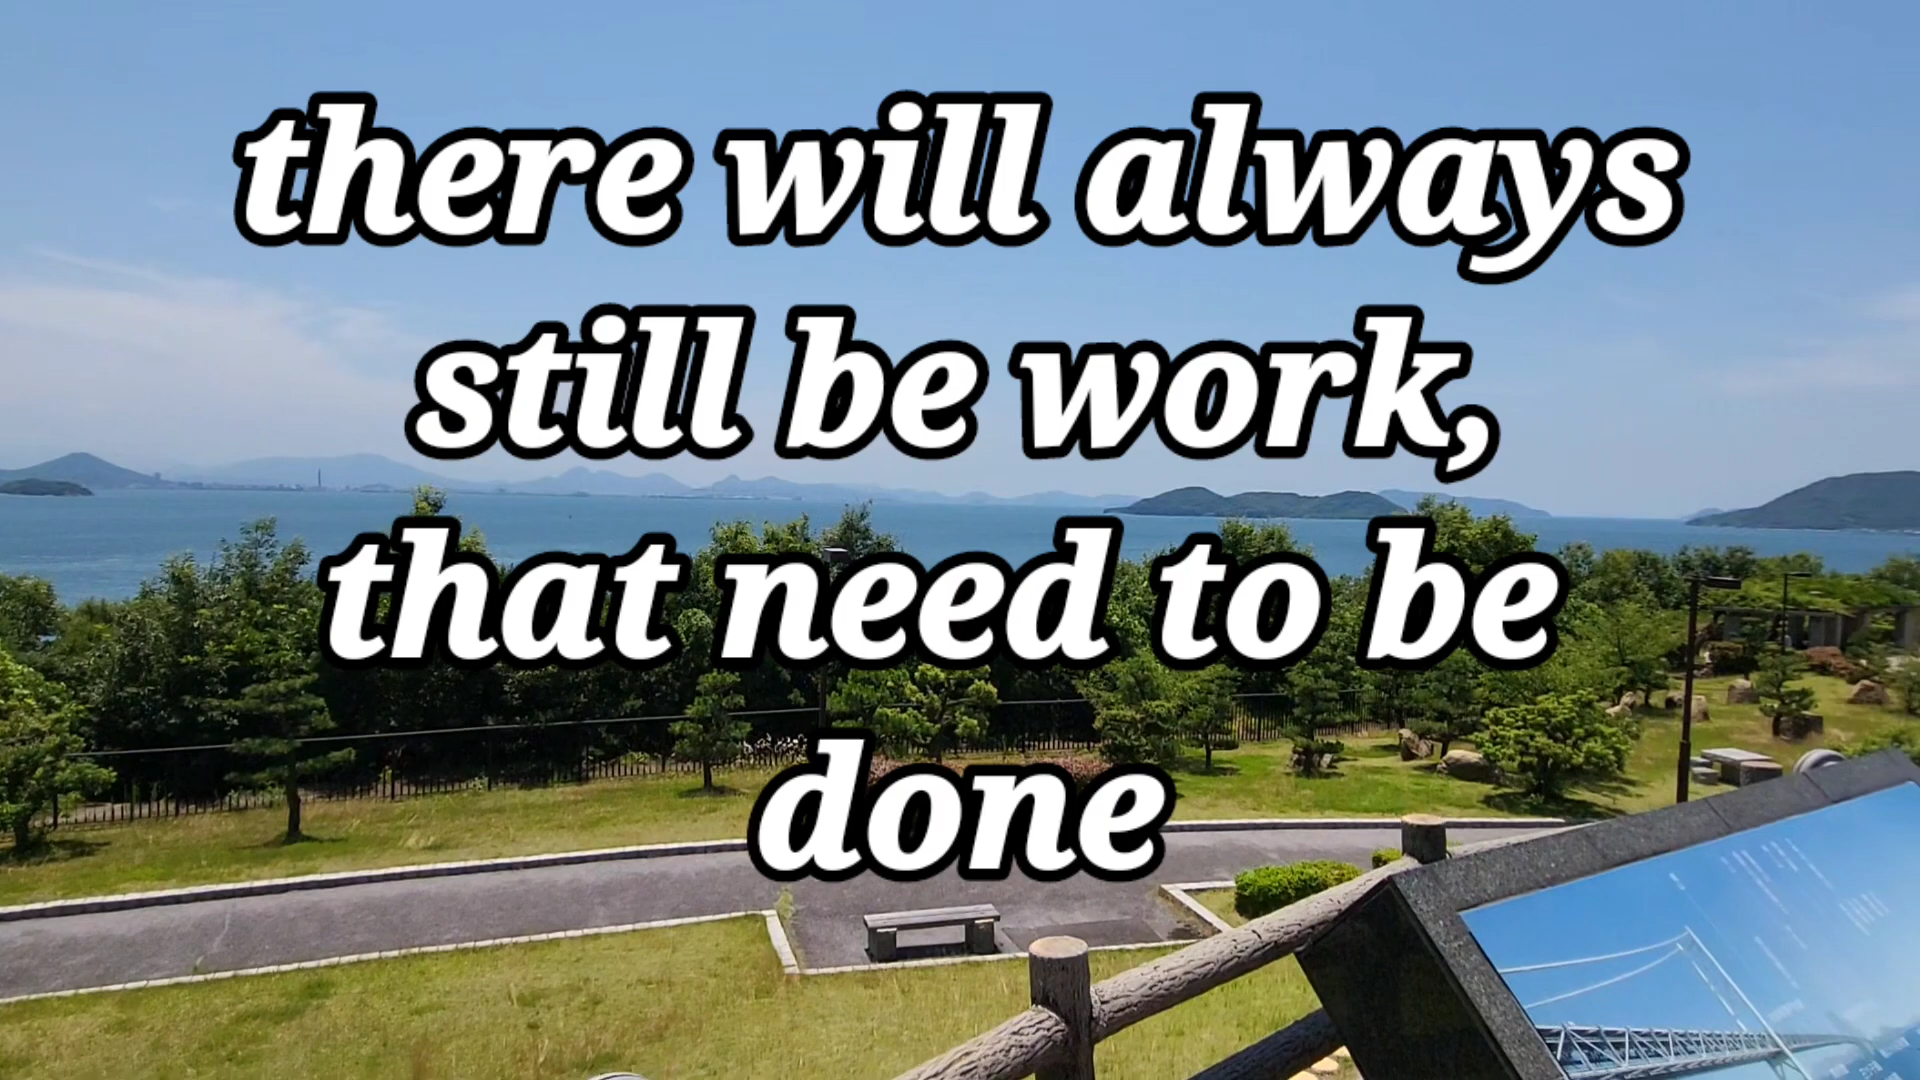 there will always
still be work,
that need to be
done